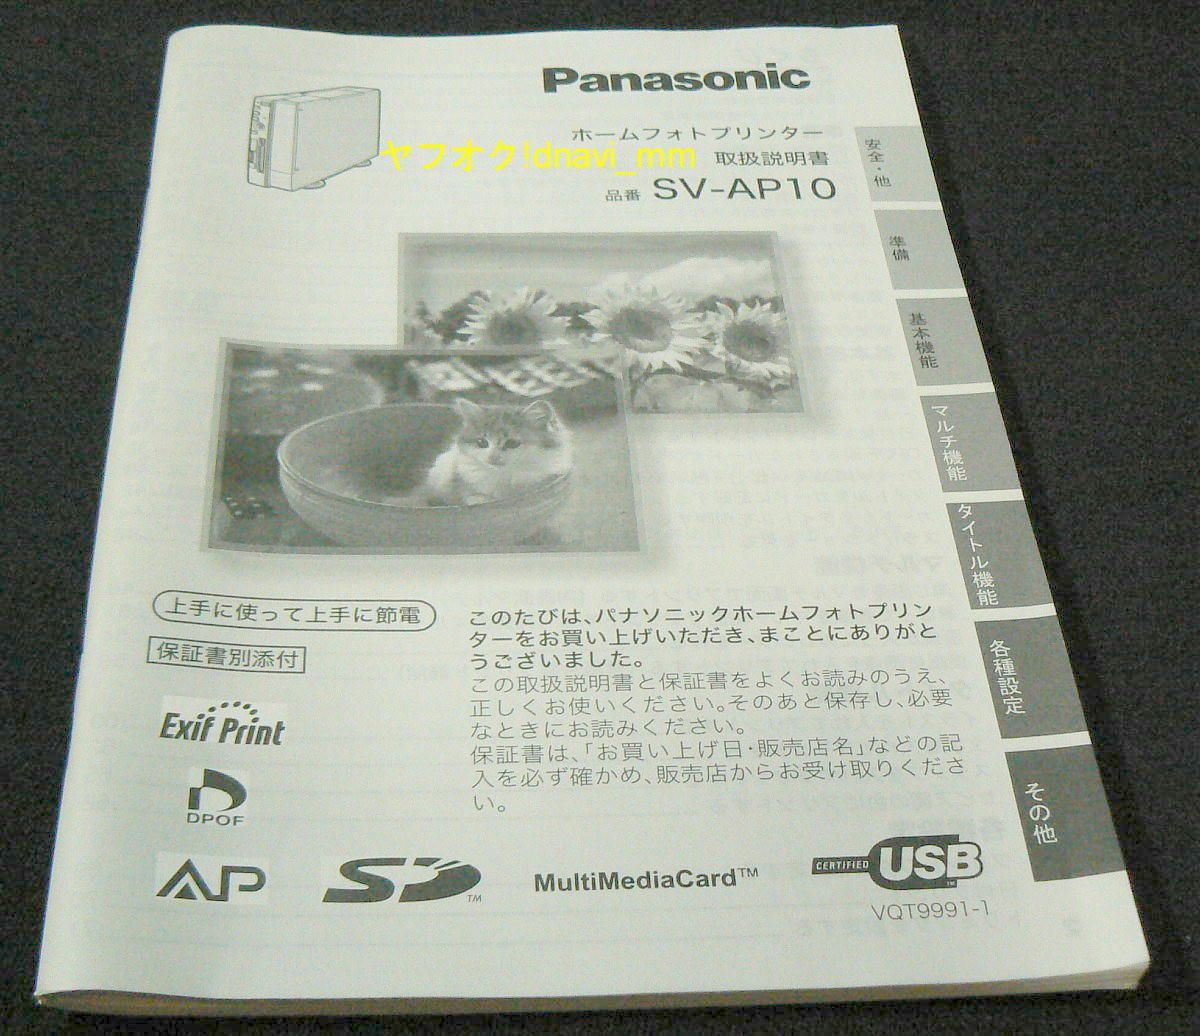 Panasonic
ホームフォトプリンター
ヤフオク!dnavi_mm
取扱説明書
品番 SV-AP10
安全・他
準備
基本機能
マルチ機能
タイトル機能
各種設定
その他
上手に使って上手に節電
保証書別添付
このたびは、パナソニックホームフォトプリン
ターをお買い上げいただき、まことにありがと
うございました。
この取扱説明書と保証書をよくお読みのうえ、
正しくお使いください。そのあと保存し、必要
なときにお読みください。
保証書は、「お買い上げ日・販売店名」などの記
入を必ず確かめ、販売店からお受け取りくださ
い。
Exif Print
DPOF
AP
SD™
MultiMediaCard™
CERTIFIED USB™
VQT9991-1